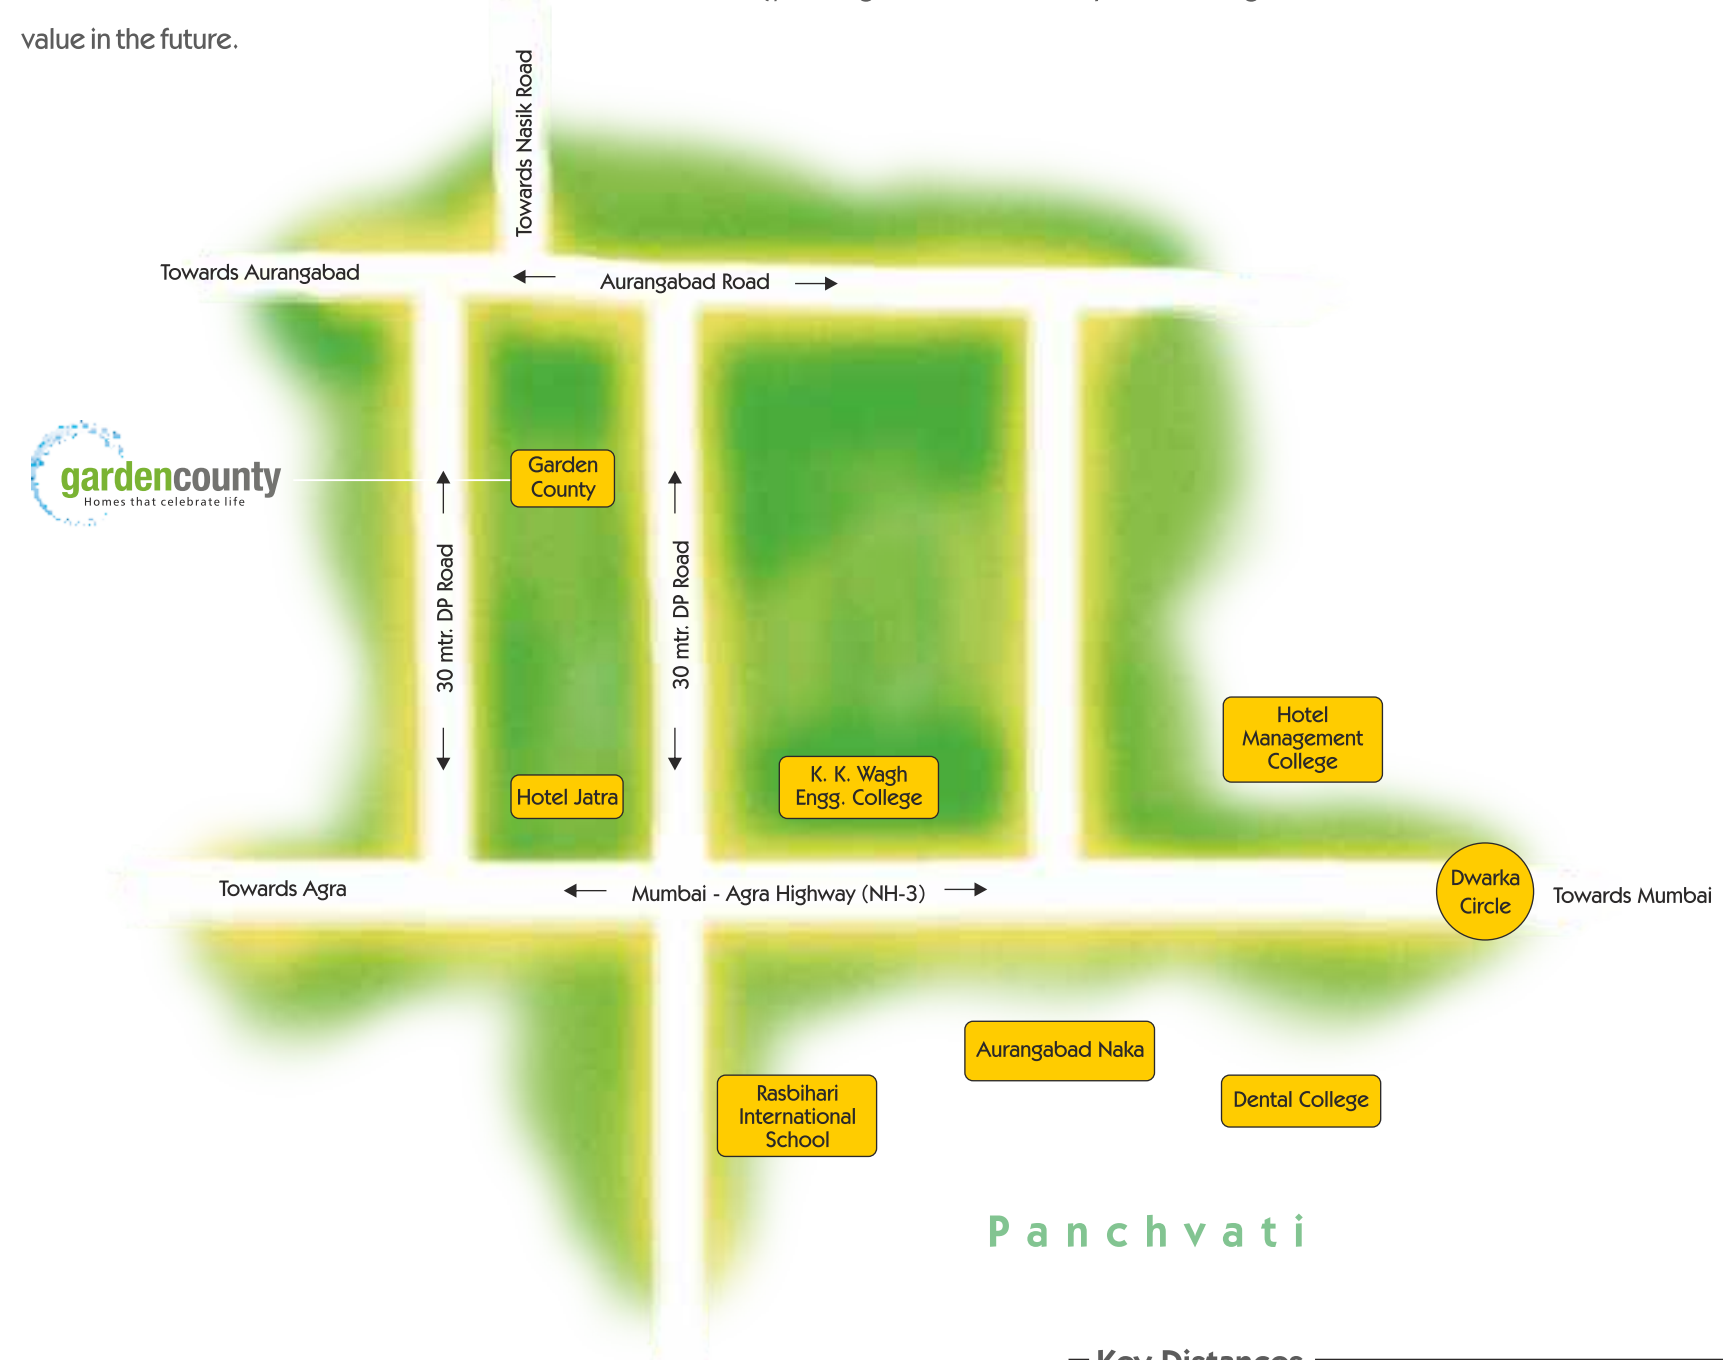 value in the future.
Towards Nasik Road
Towards Aurangabad
Aurangabad Road
gardencounty
Homes that celebrate life
Garden
County
30 mtr. DP Road
30 mtr. DP Road
Hotel
Management
College
Hotel Jatra
K. K. Wagh
Engg. College
Towards Agra
Mumbai - Agra Highway (NH-3)
Dwarka
Circle
Towards Mumbai
Aurangabad Naka
Rasbihari
International
School
Dental College
Panchvati
Key Distances